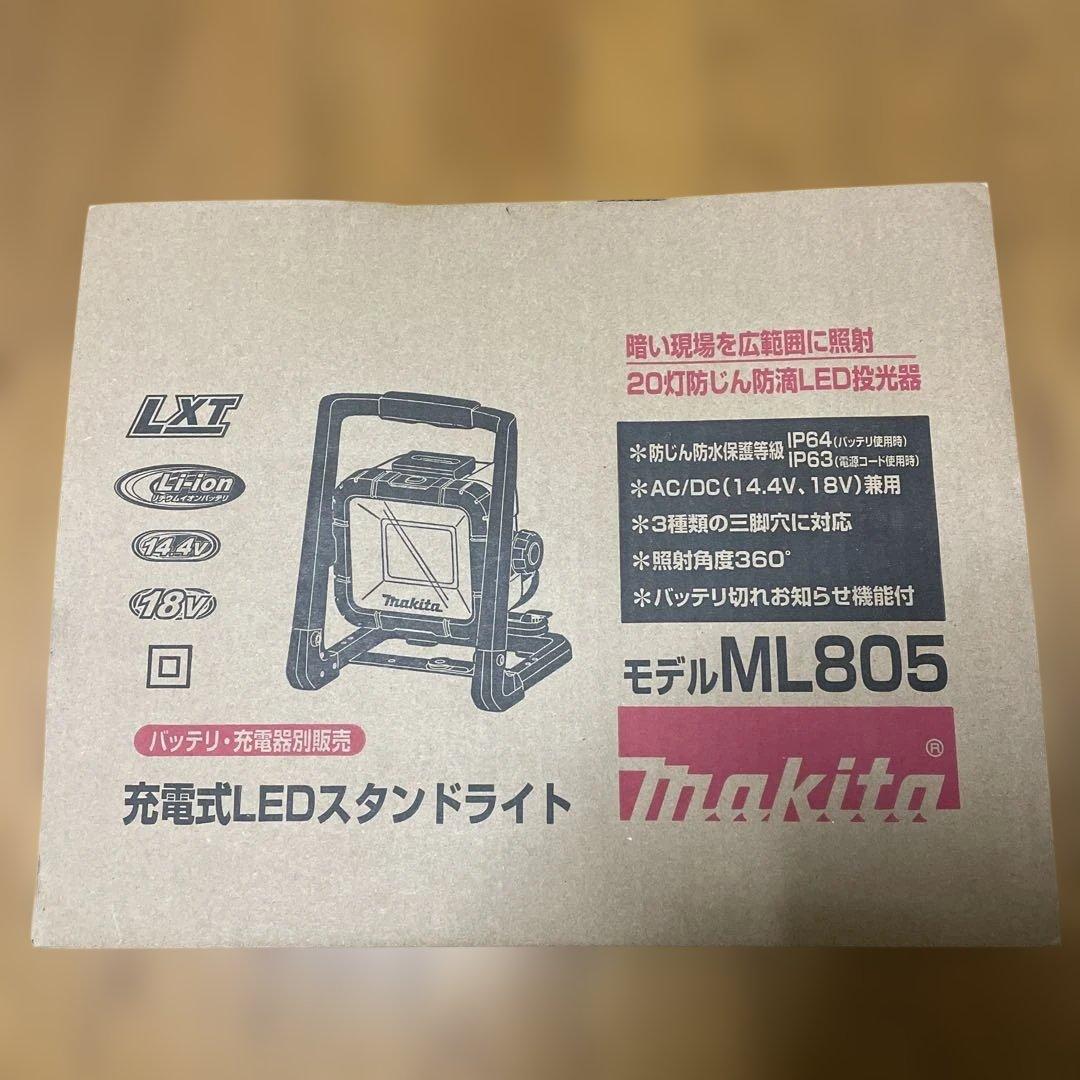 暗い現場を広範囲に照射
20灯防じん防滴LED投光器
LXT
Li-ion
リチウムイオンバッテリ
14.4V
18V
makita
＊防じん防水保護等級 IP64(バッテリ使用時)
IP63(電源コード使用時)
＊AC/DC(14.4V、18V)兼用
＊3種類の三脚穴に対応
＊照射角度360°
＊バッテリ切れお知らせ機能付
モデルML805
makita®
バッテリ・充電器別販売
充電式LEDスタンドライト